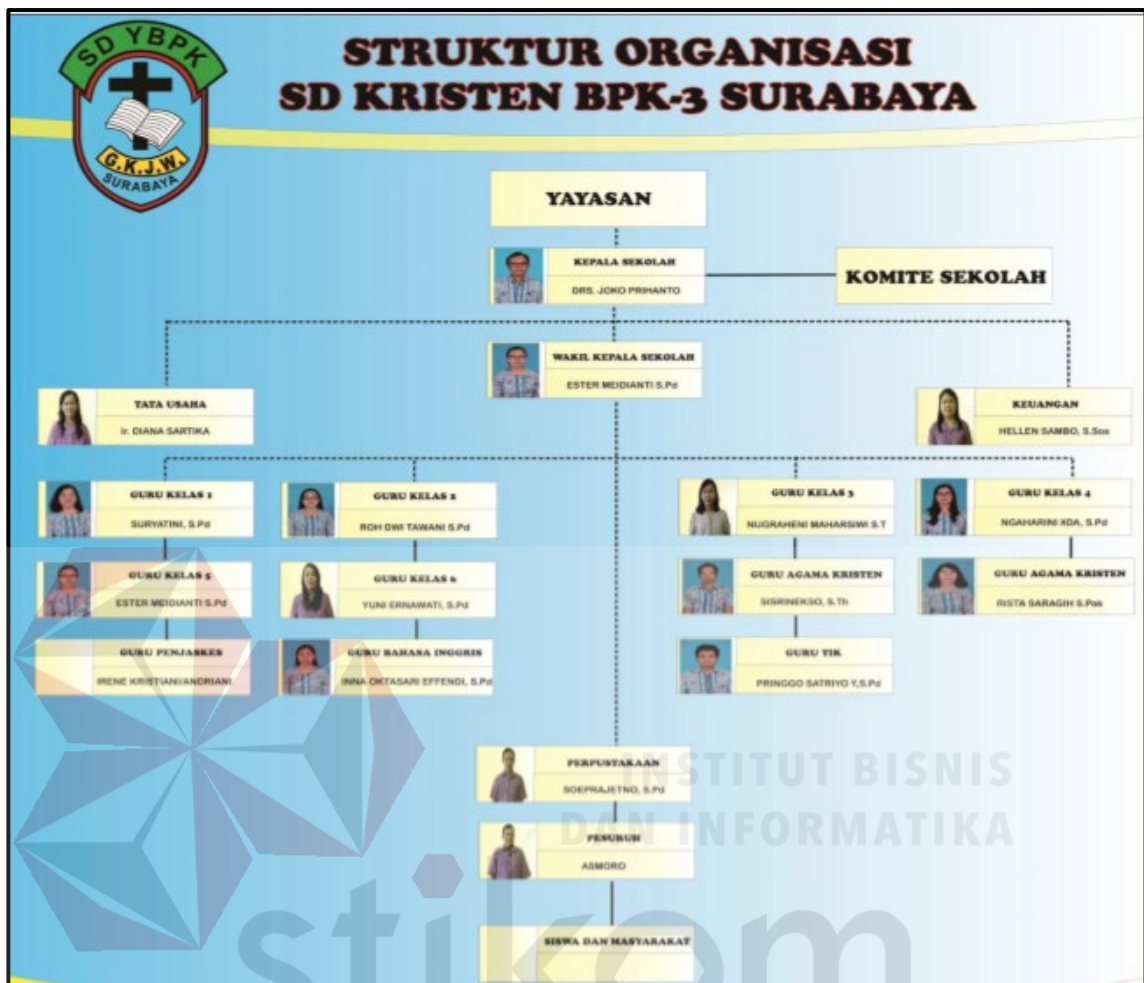 SD YBPK
G.K.J.W.
SURABAYA
STRUKTUR ORGANISASI
SD KRISTEN BPK-3 SURABAYA
YAYASAN
KEPALA SEKOLAH
DRS. JOKO PRIHANTO
KOMITE SEKOLAH
WAKIL KEPALA SEKOLAH
ESTER MEIDIANTI S.Pd
TATA USAHA
Ir. DIANA SARTIKA
KEUANGAN
HELLEN SAMBO, S.Sos
GURU KELAS 1
SURYATINI, S.Pd
GURU KELAS 2
ROH DWI TAWANI S.Pd
GURU KELAS 3
NUGRAHENI MAHARSIWI S.T
GURU KELAS 4
NGAHARINI XDA, S.Pd
GURU KELAS 5
ESTER MEIDIANTI S.Pd
GURU KELAS 6
YUNI ERNAWATI, S.Pd
GURU AGAMA KRISTEN
SISRINEKSO, S.Th
GURU AGAMA KRISTEN
RISTA SARAGIH S.Pak
GURU PENJASKES
IRENE KRISTIANI/ANDRIANI
GURU BAHASA INGGRIS
INNA OKTASARI EFFENDI, S.Pd
GURU TIK
PRINGGO SATRIYO Y,S.Pd
PERPUSTAKAAN
SOEPRAJETNO, S.Pd
PESURUH
ASMORO
SISWA DAN MASYARAKAT
INSTITUT BISNIS
DAN INFORMATIKA
stikom